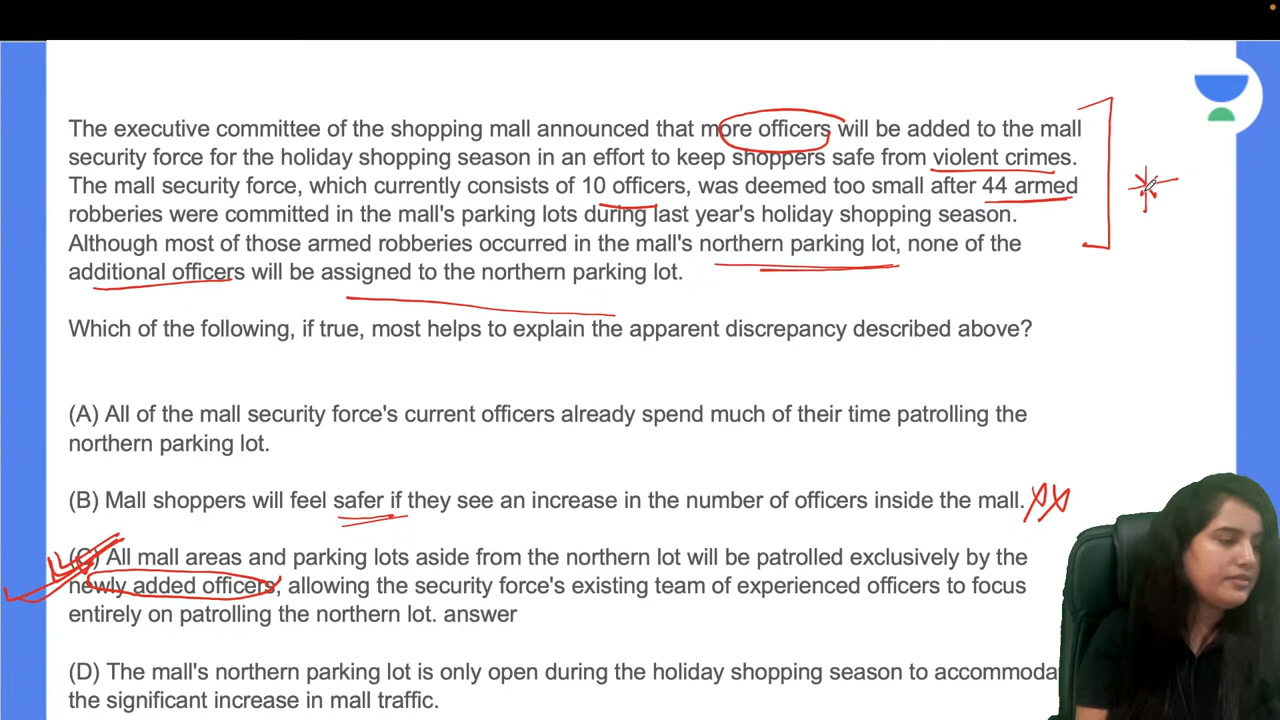 The executive committee of the shopping mall announced that more officers will be added to the mall
security force for the holiday shopping season in an effort to keep shoppers safe from violent crimes.
The mall security force, which currently consists of 10 officers, was deemed too small after 44 armed
robberies were committed in the mall's parking lots during last year's holiday shopping season.
Although most of those armed robberies occurred in the mall's northern parking lot, none of the
additional officers will be assigned to the northern parking lot.
Which of the following, if true, most helps to explain the apparent discrepancy described above?
(A) All of the mall security force's current officers already spend much of their time patrolling the
northern parking lot.
(B) Mall shoppers will feel safer if they see an increase in the number of officers inside the mall.
(C) All mall areas and parking lots aside from the northern lot will be patrolled exclusively by the
newly added officers, allowing the security force's existing team of experienced officers to focus
entirely on patrolling the northern lot. answer
(D) The mall's northern parking lot is only open during the holiday shopping season to
the significant increase in mall traffic.